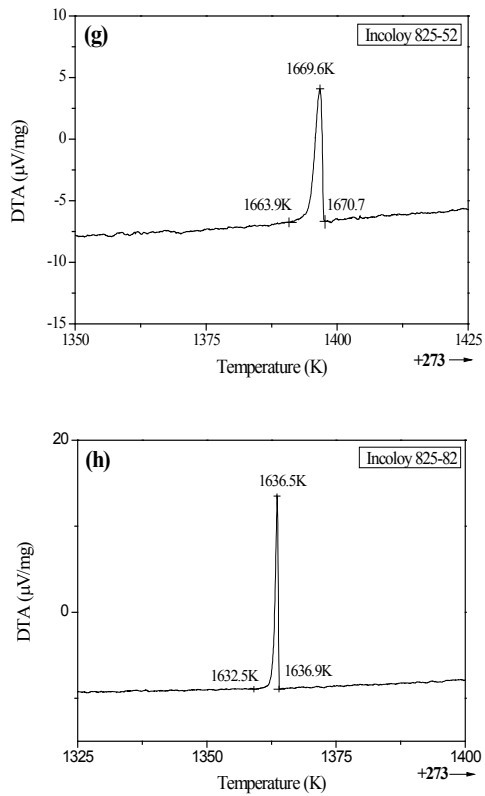 (g)
Incoloy 825-52
10
5
0
-5
-10
-15
DTA (μV/mg)
1669.6K
1663.9K
1670.7
1350
1375
1400
1425
Temperature (K)
+273
(h)
Incoloy 825-82
20
0
DTA (μV/mg)
1636.5K
1632.5K
1636.9K
1325
1350
1375
1400
Temperature (K)
+273